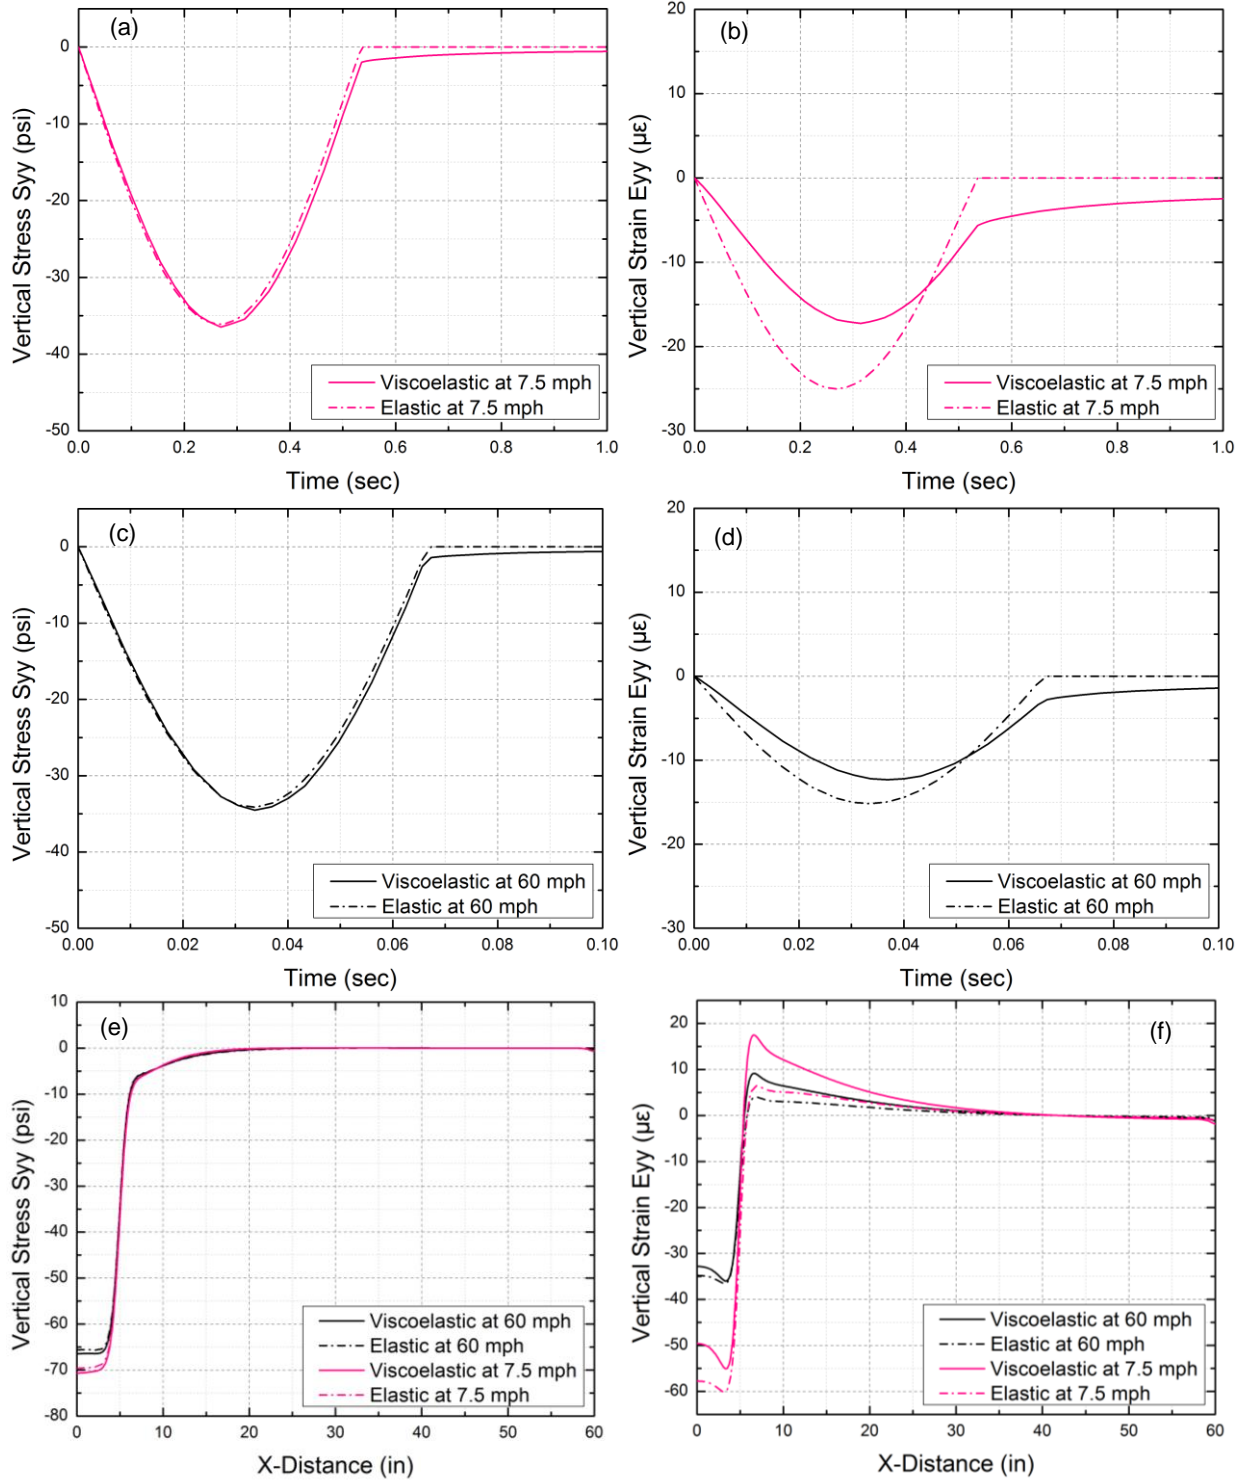 (a)
Vertical Stress Syy (psi)
0
-10
-20
-30
-40
-50
Viscoelastic at 7.5 mph
Elastic at 7.5 mph
0.0 0.2 0.4 0.6 0.8 1.0
Time (sec)
(b)
Vertical Strain Eyy (µε)
20
10
0
-10
-20
-30
Viscoelastic at 7.5 mph
Elastic at 7.5 mph
0.0 0.2 0.4 0.6 0.8 1.0
Time (sec)
(c)
Vertical Stress Syy (psi)
0
-10
-20
-30
-40
-50
Viscoelastic at 60 mph
Elastic at 60 mph
0.00 0.02 0.04 0.06 0.08 0.10
Time (sec)
(d)
Vertical Strain Eyy (µε)
20
10
0
-10
-20
-30
Viscoelastic at 60 mph
Elastic at 60 mph
0.00 0.02 0.04 0.06 0.08 0.10
Time (sec)
(e)
Vertical Stress Syy (psi)
10
0
-10
-20
-30
-40
-50
-60
-70
-80
Viscoelastic at 60 mph
Elastic at 60 mph
Viscoelastic at 7.5 mph
Elastic at 7.5 mph
0 10 20 30 40 50 60
X-Distance (in)
(f)
Vertical Strain Eyy (µε)
20
10
0
-10
-20
-30
-40
-50
-60
Viscoelastic at 60 mph
Elastic at 60 mph
Viscoelastic at 7.5 mph
Elastic at 7.5 mph
0 10 20 30 40 50 60
X-Distance (in)